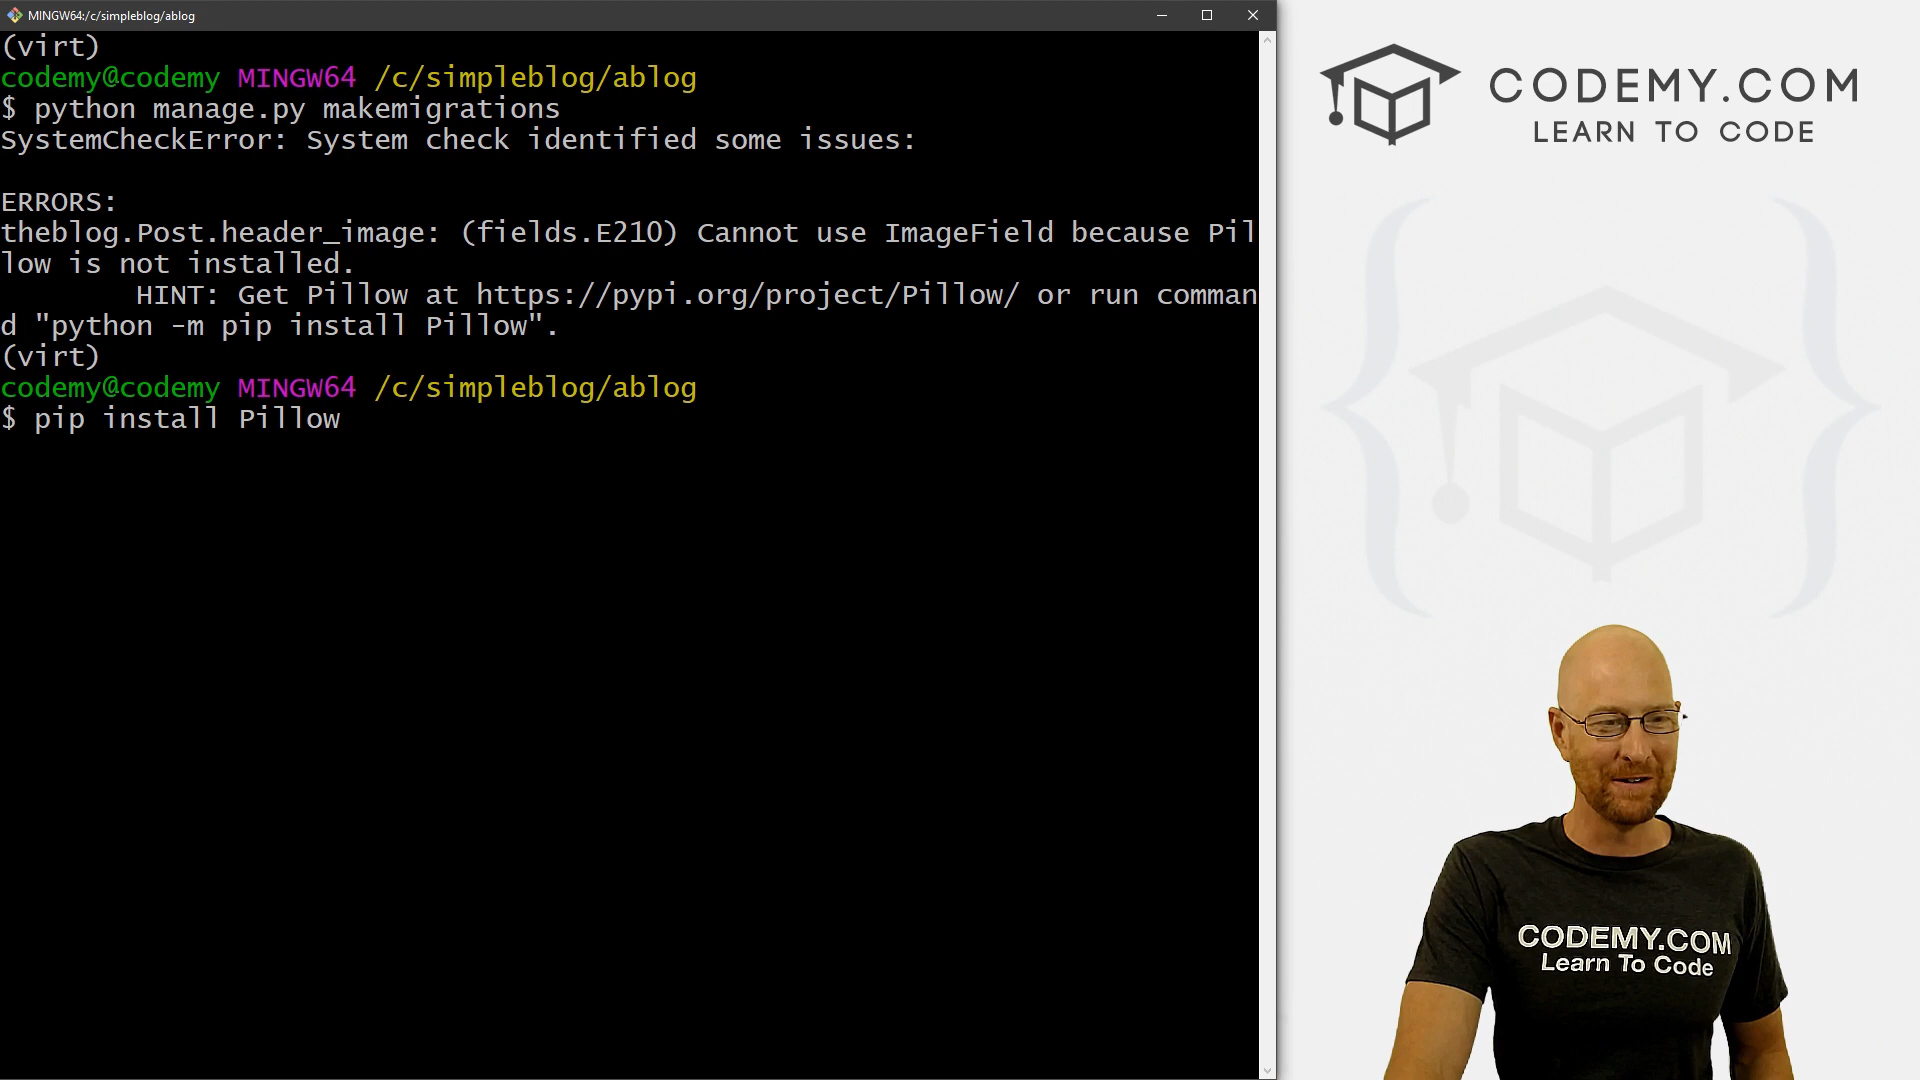 MINGW64:/c/simpleblog/ablog
(virt)
codemy@codemy MINGW64 /c/simpleblog/ablog
$ python manage.py makemigrations
SystemCheckError: System check identified some issues:
ERRORS:
theblog.Post.header_image: (fields.E210) Cannot use ImageField because Pil
low is not installed.
HINT: Get Pillow at https://pypi.org/project/Pillow/ or run comman
d "python -m pip install Pillow".
(virt)
codemy@codemy MINGW64 /c/simpleblog/ablog
$ pip install Pillow
CODEMY.COM
LEARN TO CODE
CODEMY.COM
Learn To Code